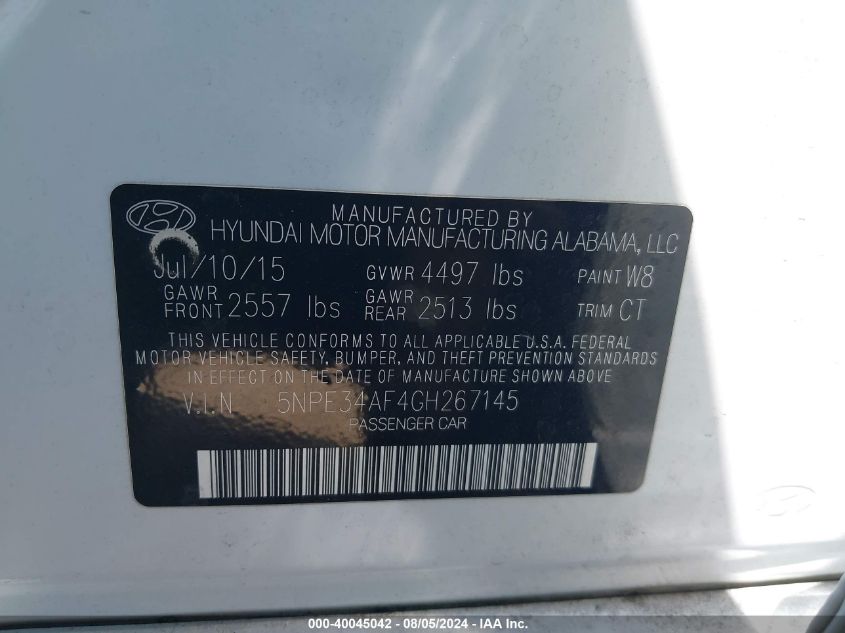 MANUFACTURED BY
HYUNDAI MOTOR MANUFACTURING ALABAMA, LLC
Jul/10/15 GVWR 4497 lbs PAINT W8
GAWR FRONT 2557 lbs GAWR REAR 2513 lbs TRIM CT
THIS VEHICLE CONFORMS TO ALL APPLICABLE U.S.A. FEDERAL
MOTOR VEHICLE SAFETY, BUMPER, AND THEFT PREVENTION STANDARDS
IN EFFECT ON THE DATE OF MANUFACTURE SHOWN ABOVE
V.I.N 5NPE34AF4GH267145
PASSENGER CAR
000-40045042 - 08/05/2024 - IAA Inc.